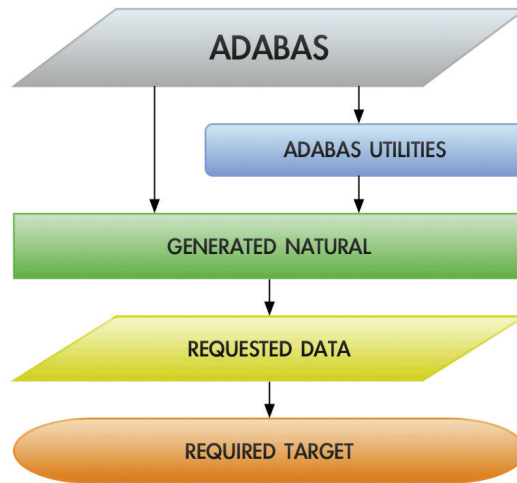 ADABAS
ADABAS UTILITIES
GENERATED NATURAL
REQUESTED DATA
REQUIRED TARGET